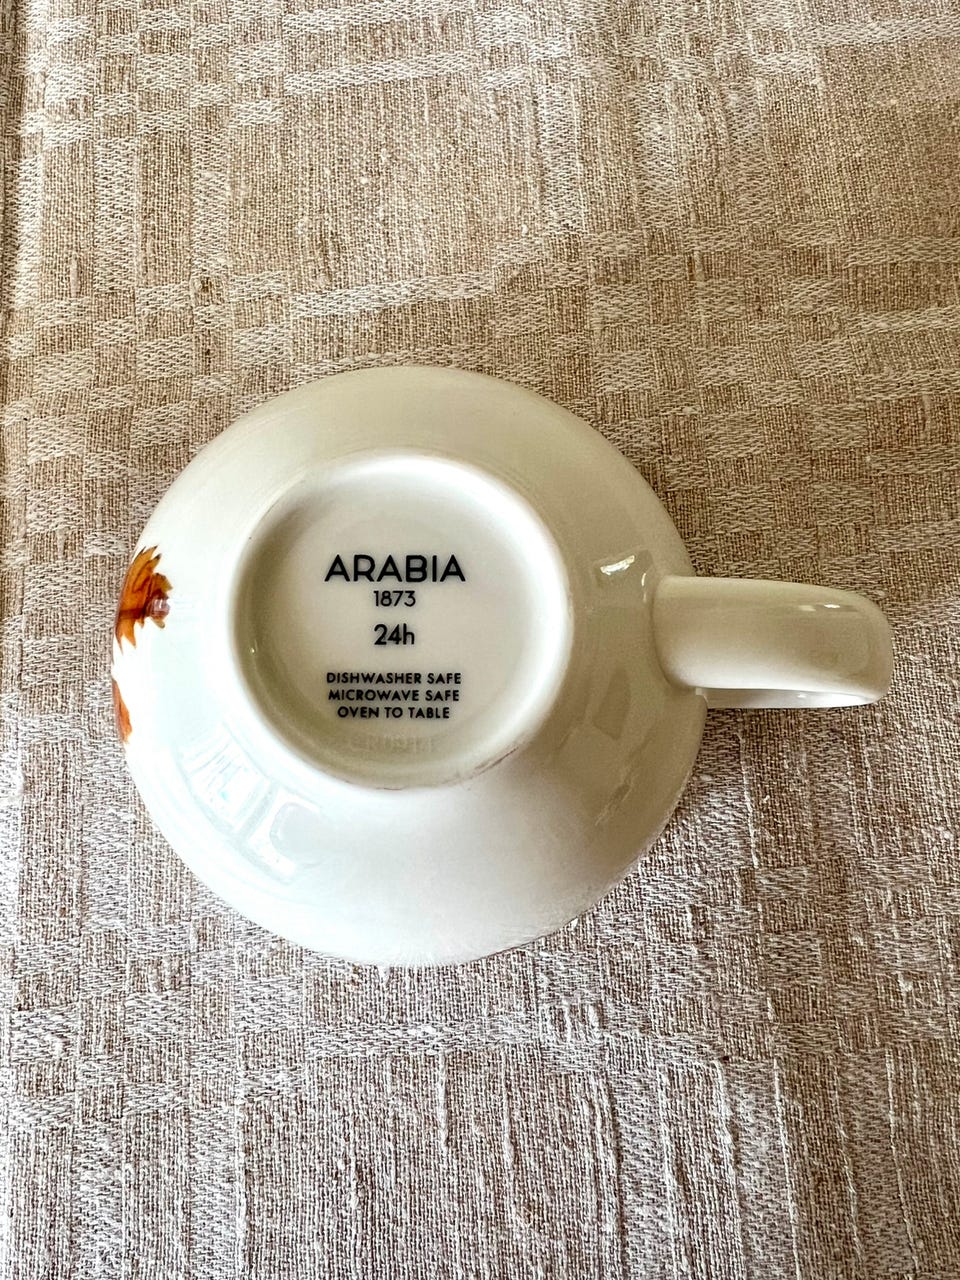 ARABIA
1873
24h
DISHWASHER SAFE
MICROWAVE SAFE
OVEN TO TABLE